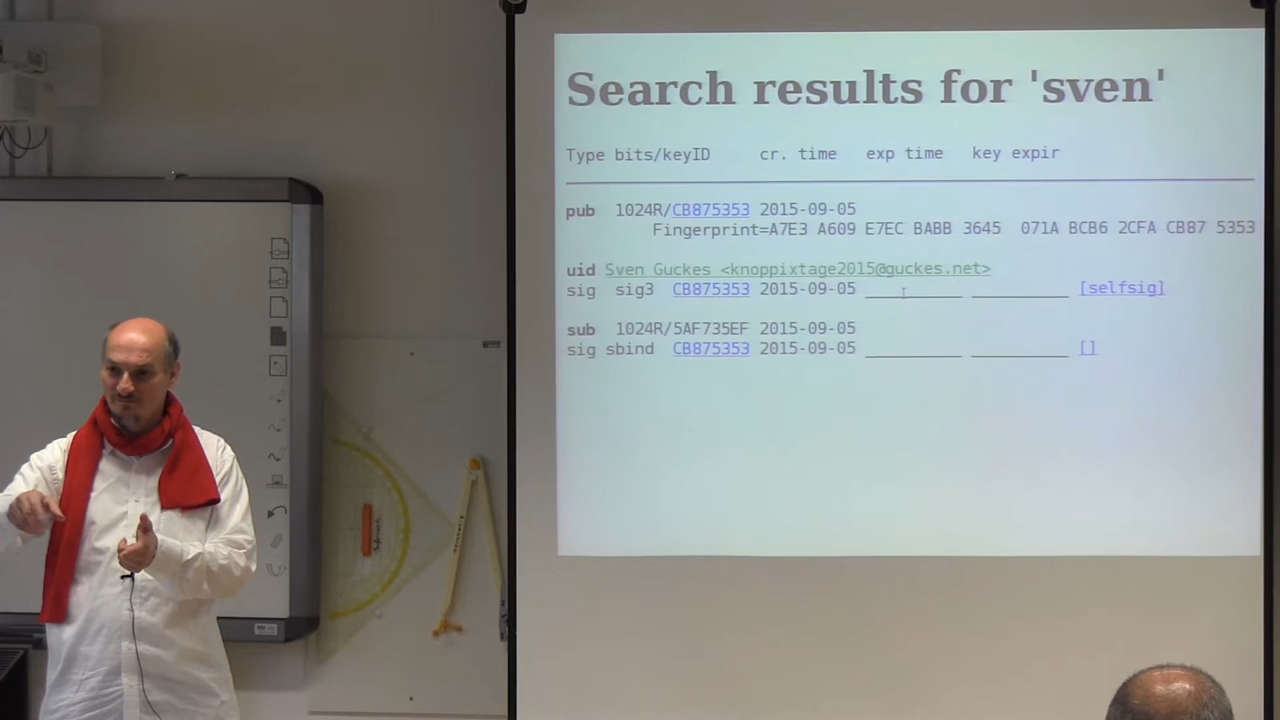 Search results for 'sven'
Type bits/keyID cr. time exp time key expir
pub 1024R/CB875353 2015-09-05
Fingerprint=A7E3 A609 E7EC BABB 3645 071A BCB6 2CFA CB87 5353
uid Sven Guckes <knoppixtage2015@guckes.net>
sig sig3 CB875353 2015-09-05 __________ __________ [selfsig]
sub 1024R/5AF735EF 2015-09-05
sig sbind CB875353 2015-09-05 __________ __________ []